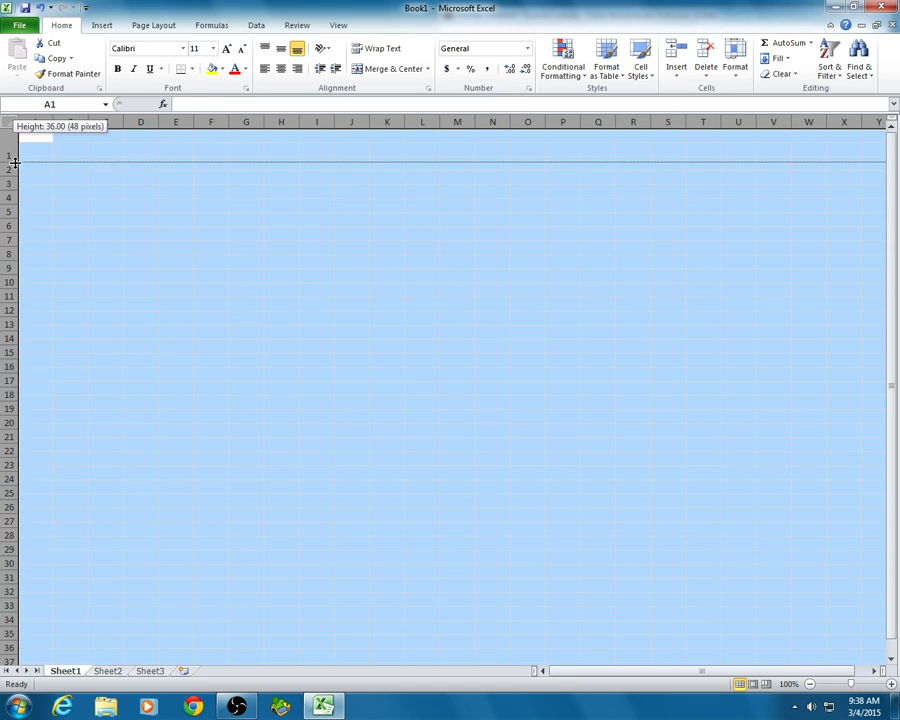 Book1 - Microsoft Excel
File Home Insert Page Layout Formulas Data Review View
Paste Cut Copy Format Painter Clipboard
Calibri 11 A A B I U A Font
Wrap Text Merge & Center Alignment
General $ % , .0 .00 .00 .0 Number
Conditional Formatting Format as Table Cell Styles Styles
Insert Delete Format Cells
Σ AutoSum Fill Clear Sort & Filter Find & Select Editing
A1 fx
Height: 36.00 (48 pixels)
D E F G H I J K L M N O P Q R S T U V W X Y
1
2
3
4
5
6
7
8
9
10
11
12
13
14
15
16
17
18
19
20
21
22
23
24
25
26
27
28
29
30
31
32
33
34
35
36
37
Sheet1 Sheet2 Sheet3
Ready 100%
9:38 AM
3/4/2015